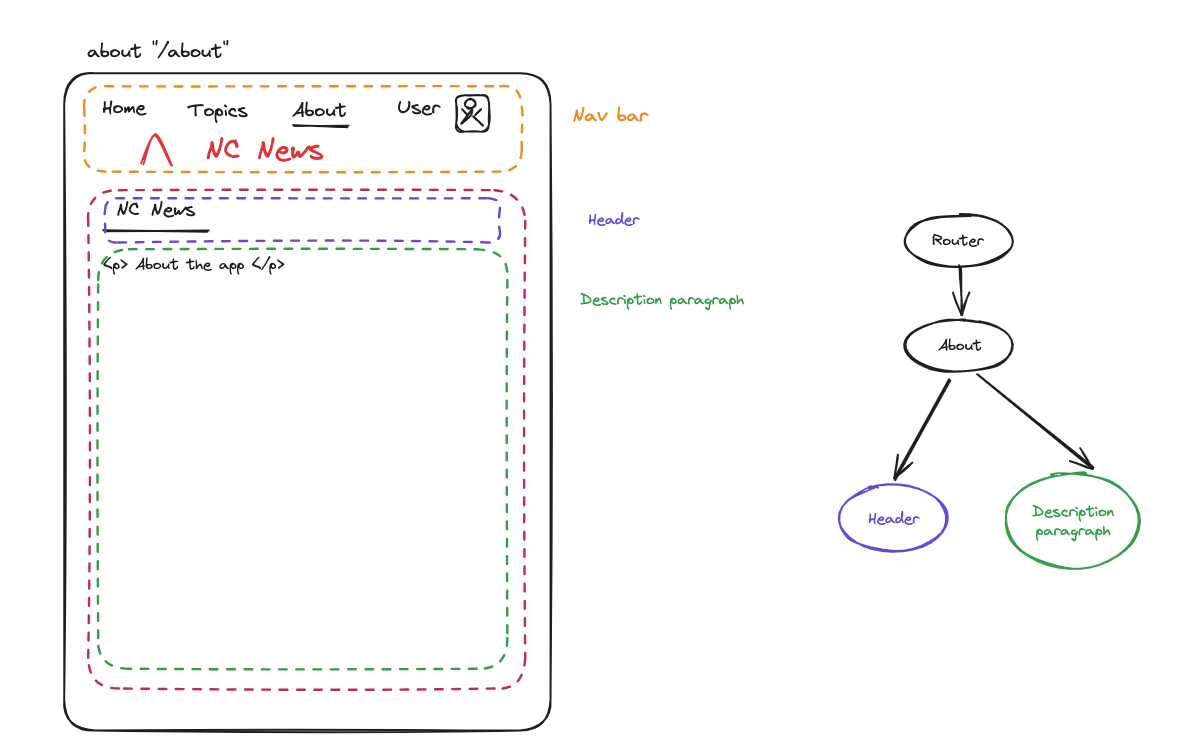 about "/about"
Home Topics About User
NC News
Nav bar
NC News
Header
<p> About the app </p>
Description paragraph
Router
About
Header
Description
paragraph